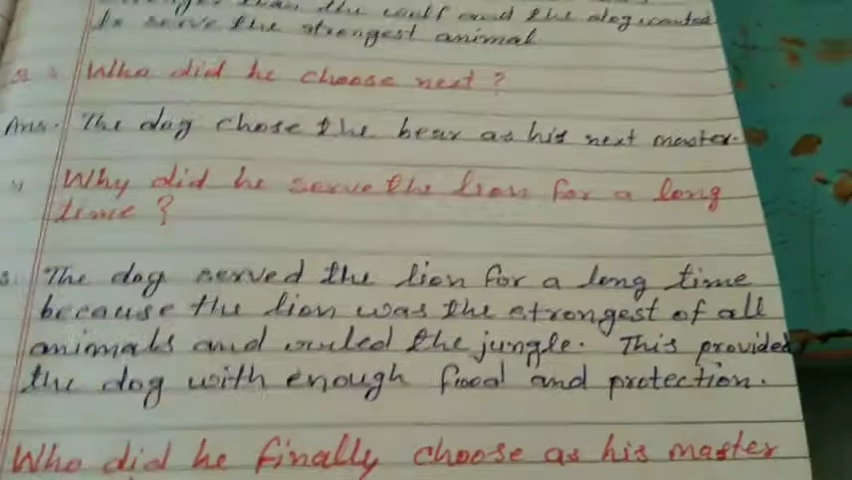 than the wolf and the dog wanted
to serve the strongest animal
Who did he choose next?
Ans. The dog chose the bear as his next master.
Why did he serve the lion for a long
time?
The dog served the lion for a long time
because the lion was the strongest of all
animals and ruled the jungle. This provided
the dog with enough food and protection.
Who did he finally choose as his master